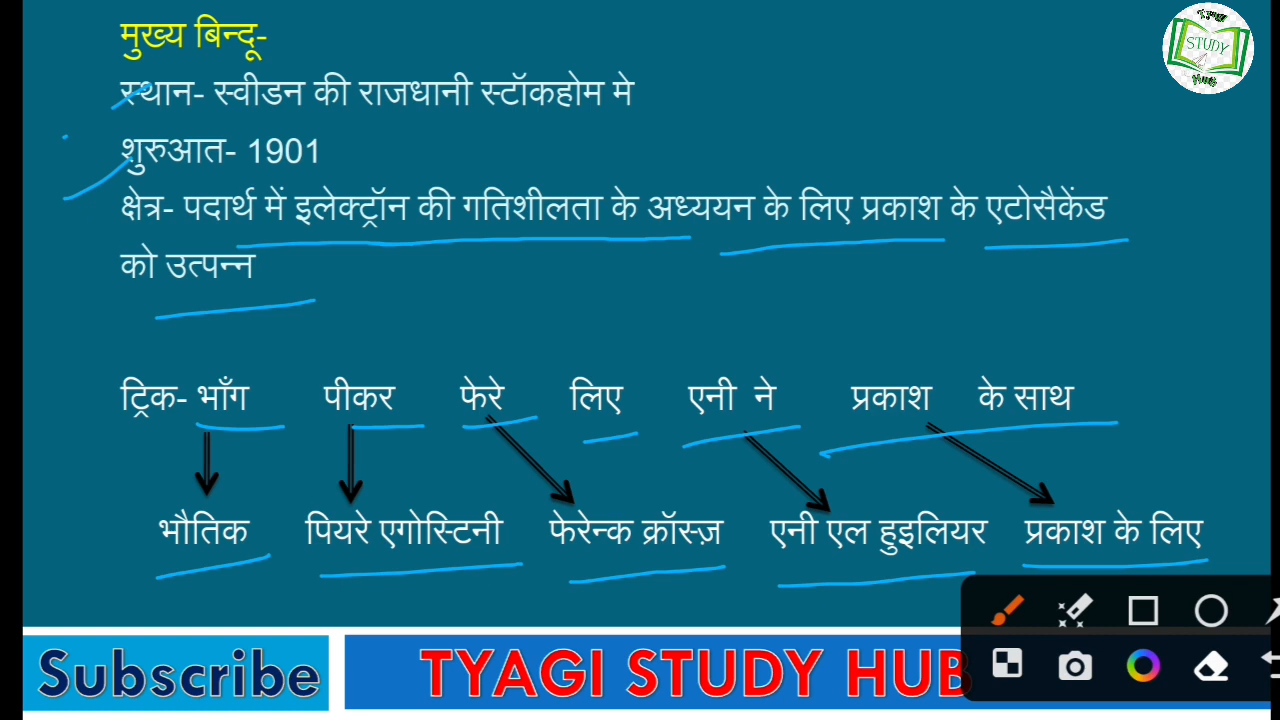 मुख्य बिन्दू-
स्थान- स्वीडन की राजधानी स्टॉकहोम मे
शुरुआत- 1901
क्षेत्र- पदार्थ में इलेक्ट्रॉन की गतिशीलता के अध्ययन के लिए प्रकाश के एटोसैकेंड
को उत्पन्न
ट्रिक- भाँग पीकर फेरे लिए एनी ने प्रकाश के साथ
भौतिक पियरे एगोस्टिनी फेरेन्क क्रॉस्ज़ एनी एल हुइलियर प्रकाश के लिए
Subscribe TYAGI STUDY HUB
STUDY